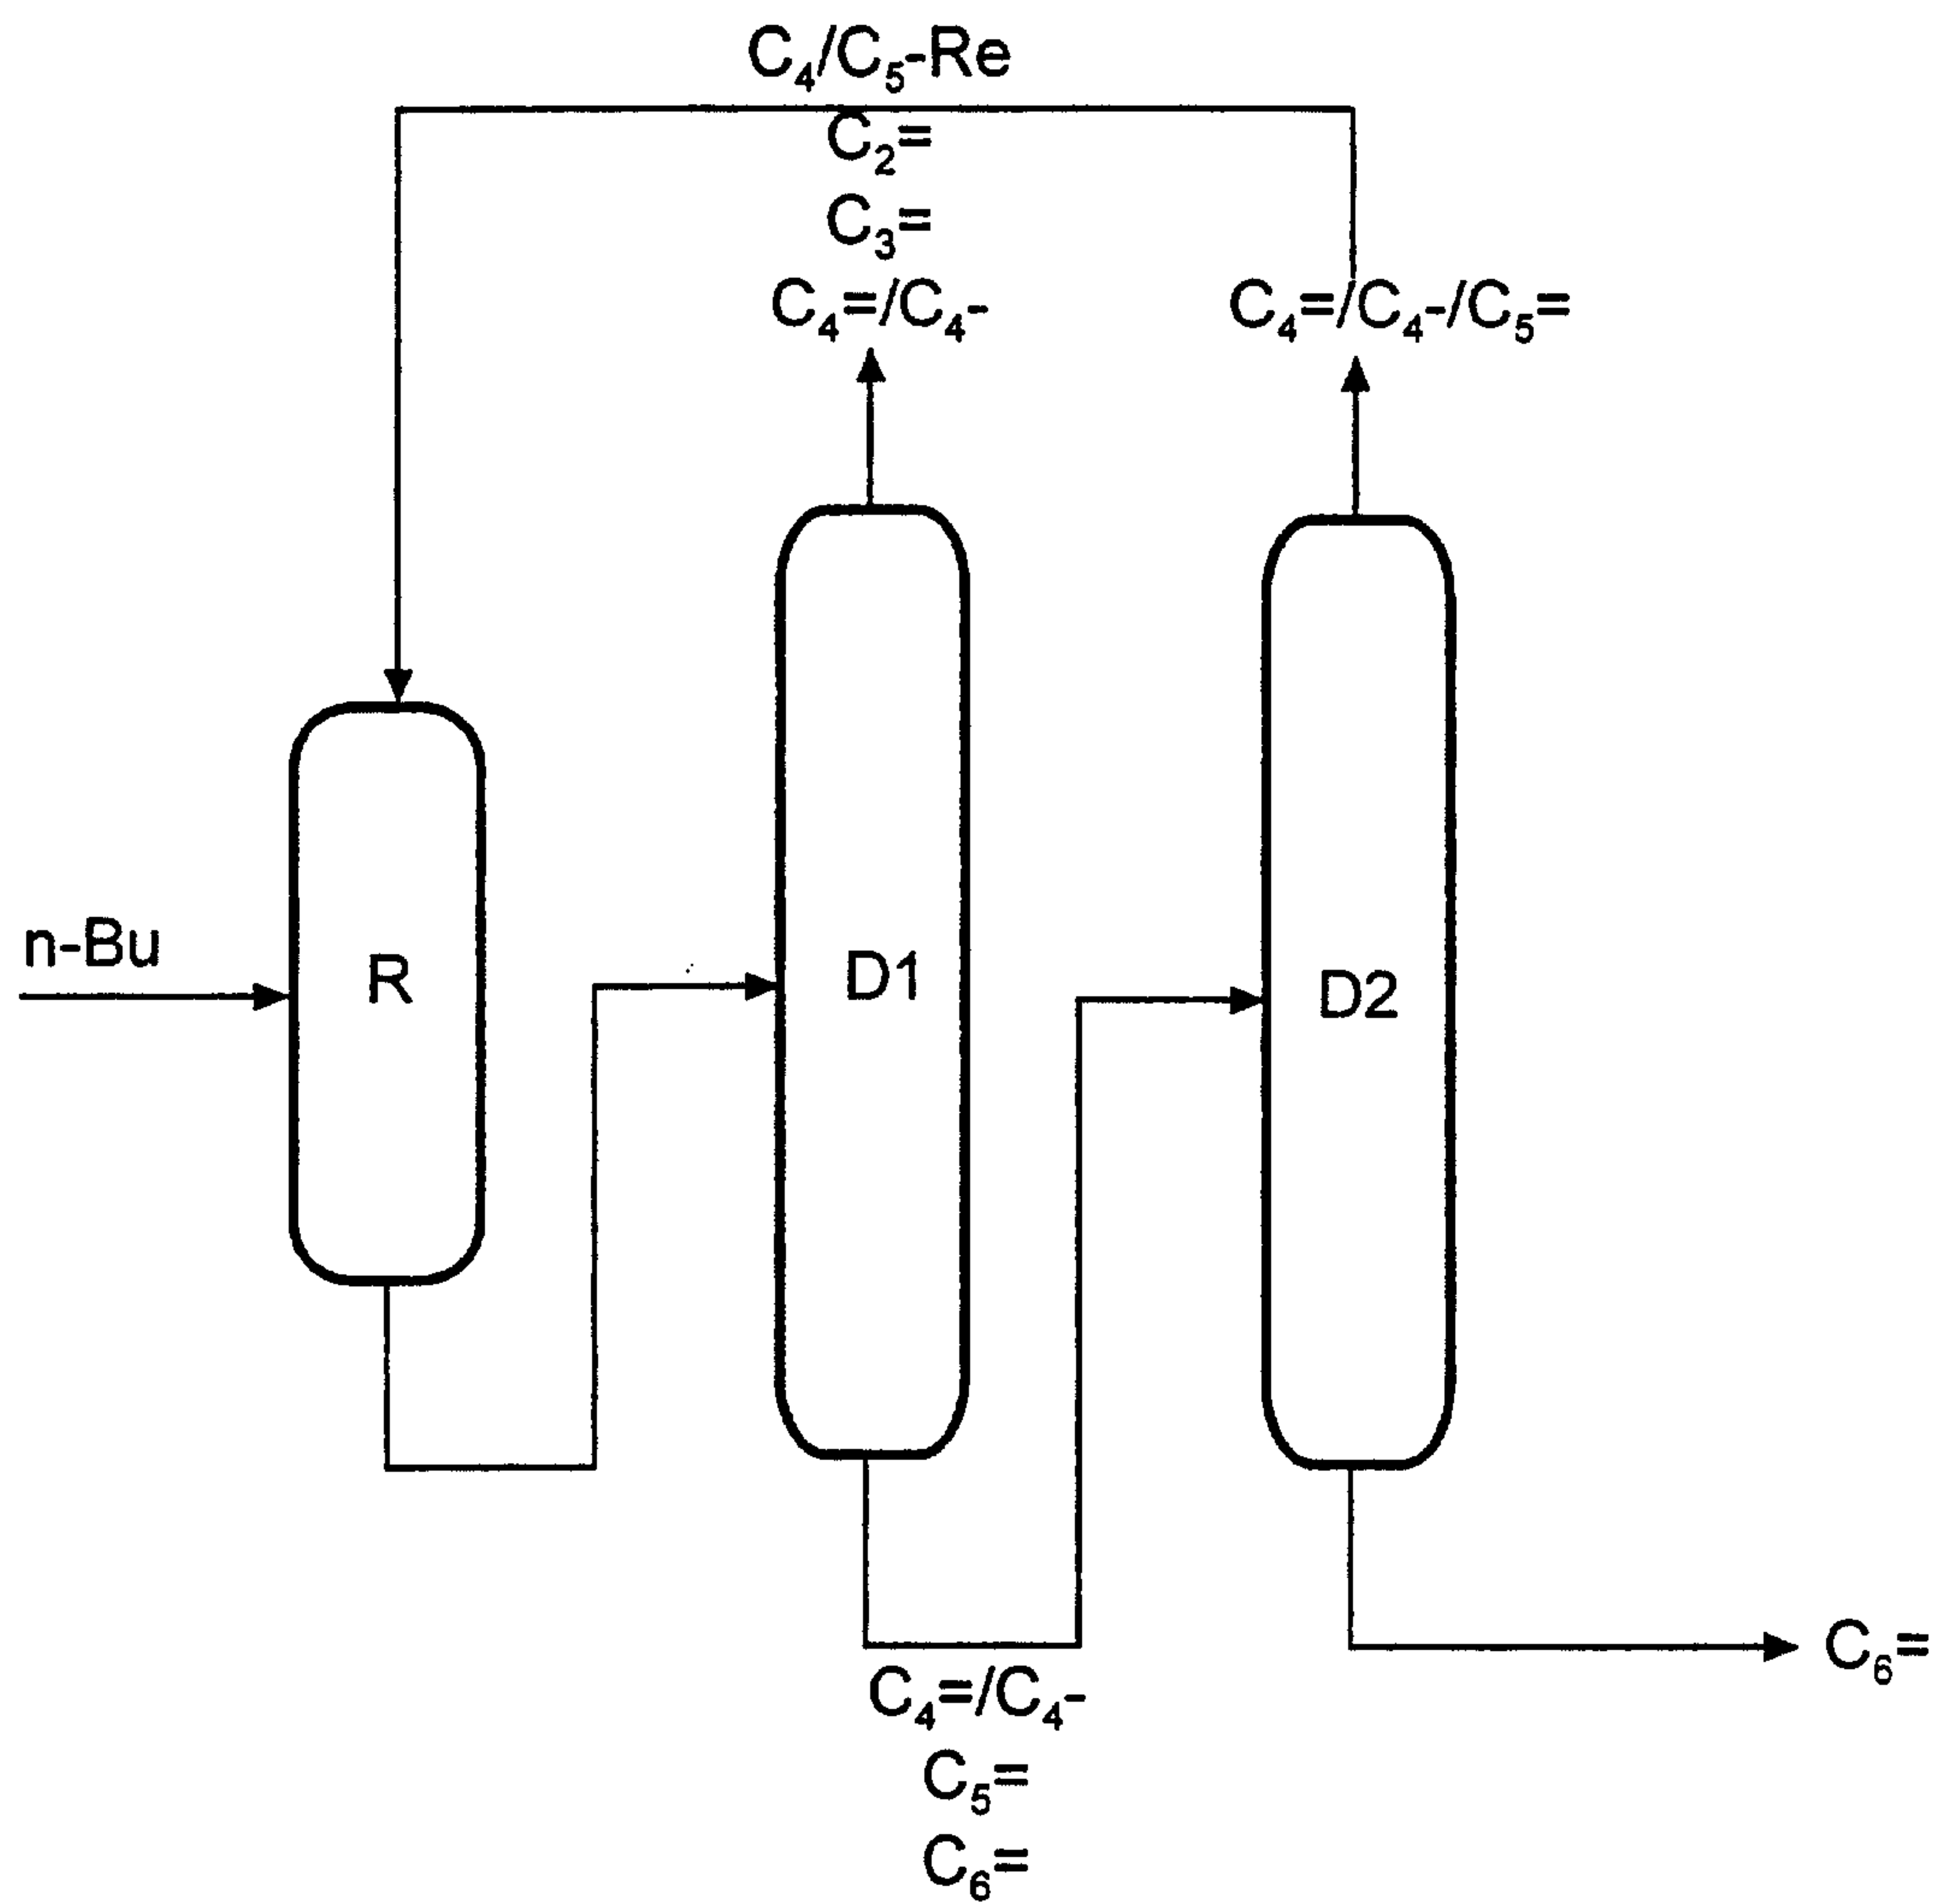 C₄/C₅-Re
C₂=
C₃=
C₄=/C₄-
C₄=/C₄-/C₅=
n-Bu
R
D1
D2
C₆=
C₄=/C₄-
C₅=
C₆=